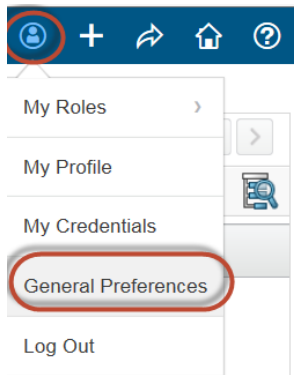 My Roles
My Profile
My Credentials
General Preferences
Log Out